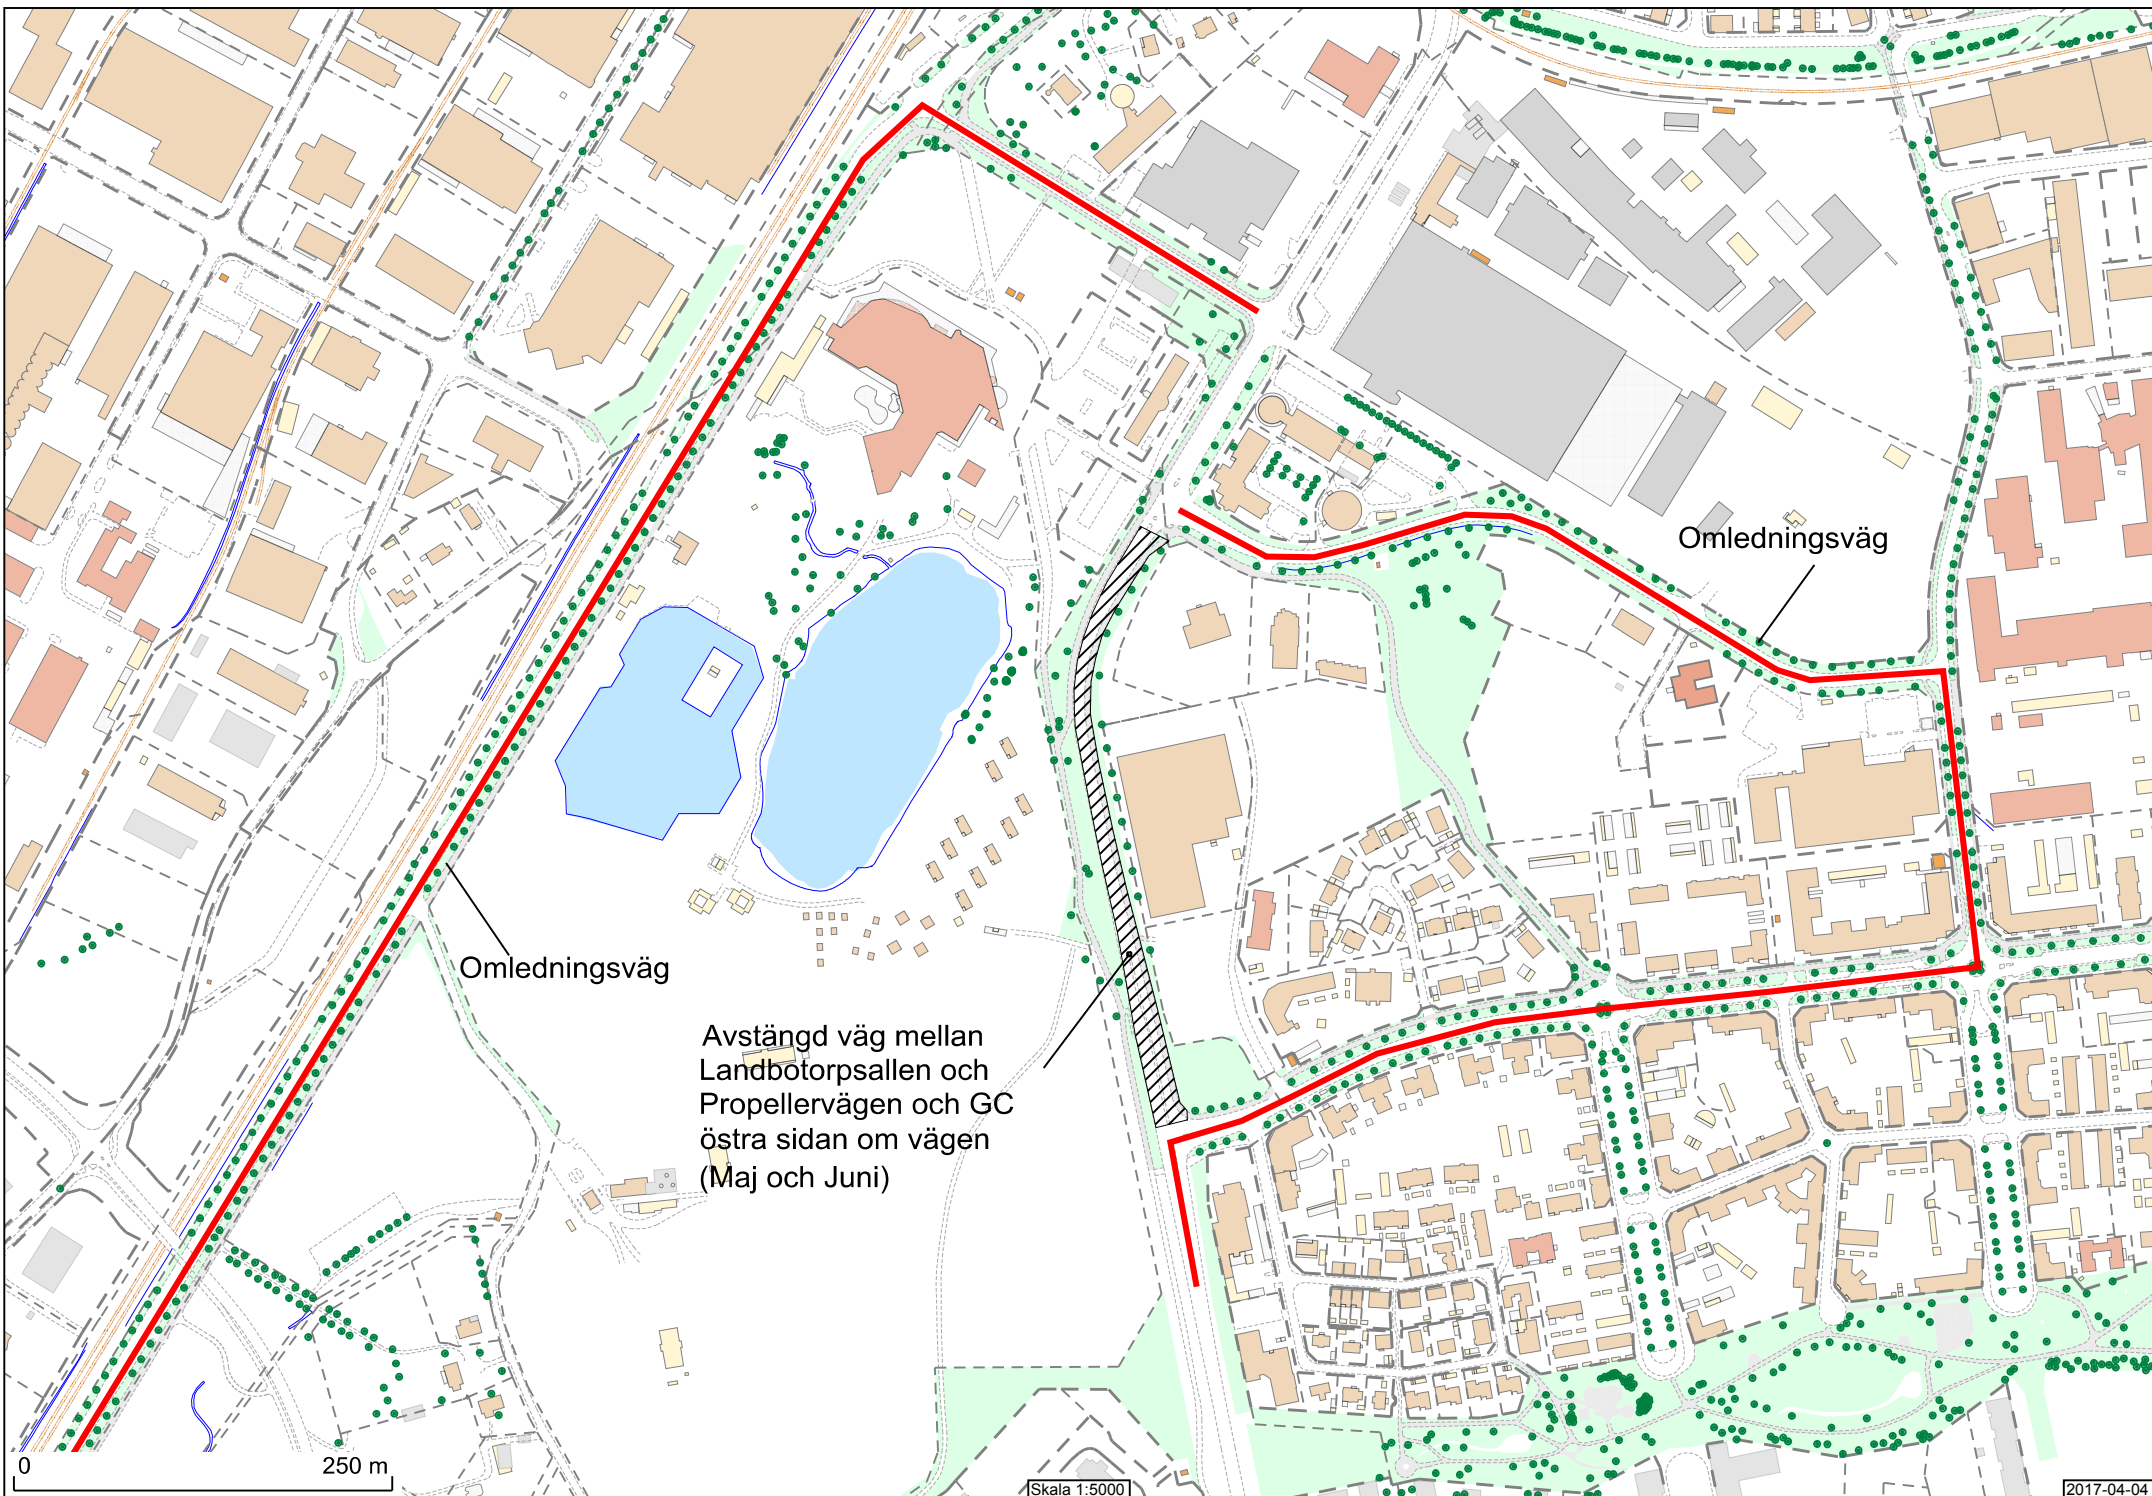 Omledningsväg
Omledningsväg
Avstängd väg mellan
Landbotorpsallen och
Propellervägen och GC
östra sidan om vägen
(Maj och Juni)
0 250 m
Skala 1:5000
2017-04-04